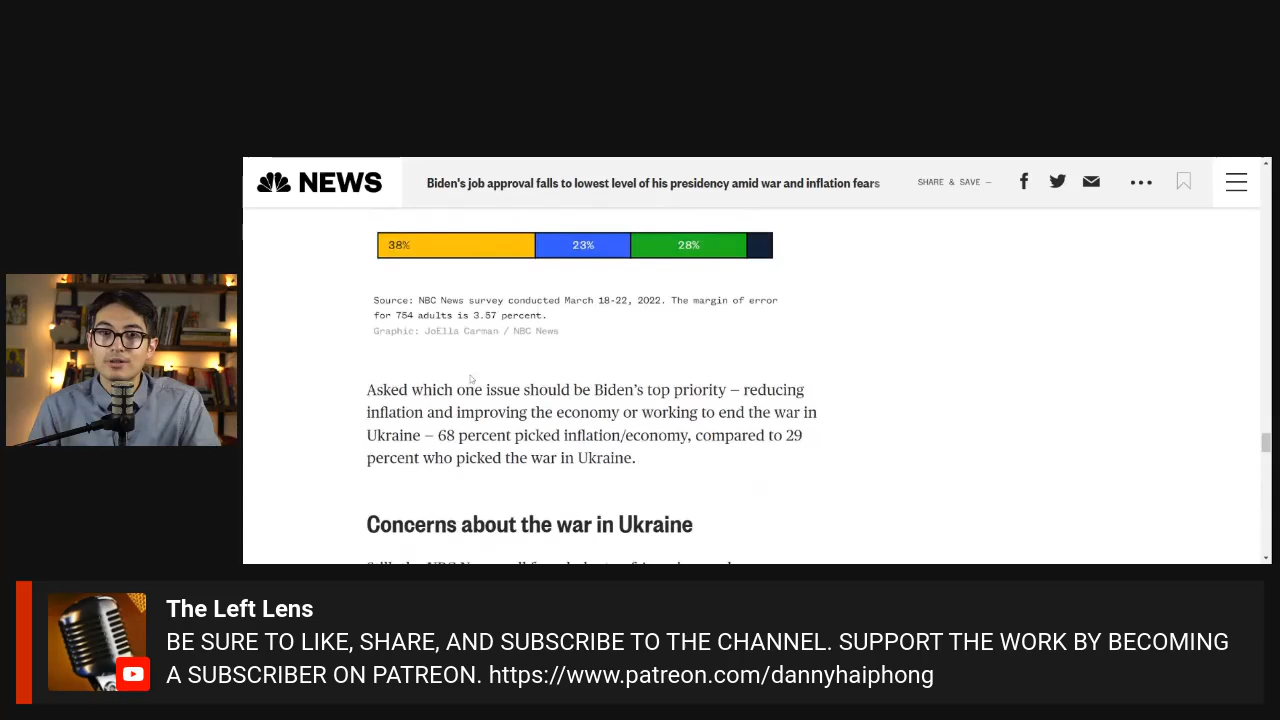 NEWS
Biden's job approval falls to lowest level of his presidency amid war and inflation fears
SHARE & SAVE —
38%
23%
28%
Source: NBC News survey conducted March 18-22, 2022. The margin of error
for 754 adults is 3.57 percent.
Graphic: JoElla Carman / NBC News
Asked which one issue should be Biden's top priority — reducing
inflation and improving the economy or working to end the war in
Ukraine — 68 percent picked inflation/economy, compared to 29
percent who picked the war in Ukraine.
Concerns about the war in Ukraine
The Left Lens
BE SURE TO LIKE, SHARE, AND SUBSCRIBE TO THE CHANNEL. SUPPORT THE WORK BY BECOMING
A SUBSCRIBER ON PATREON. https://www.patreon.com/dannyhaiphong